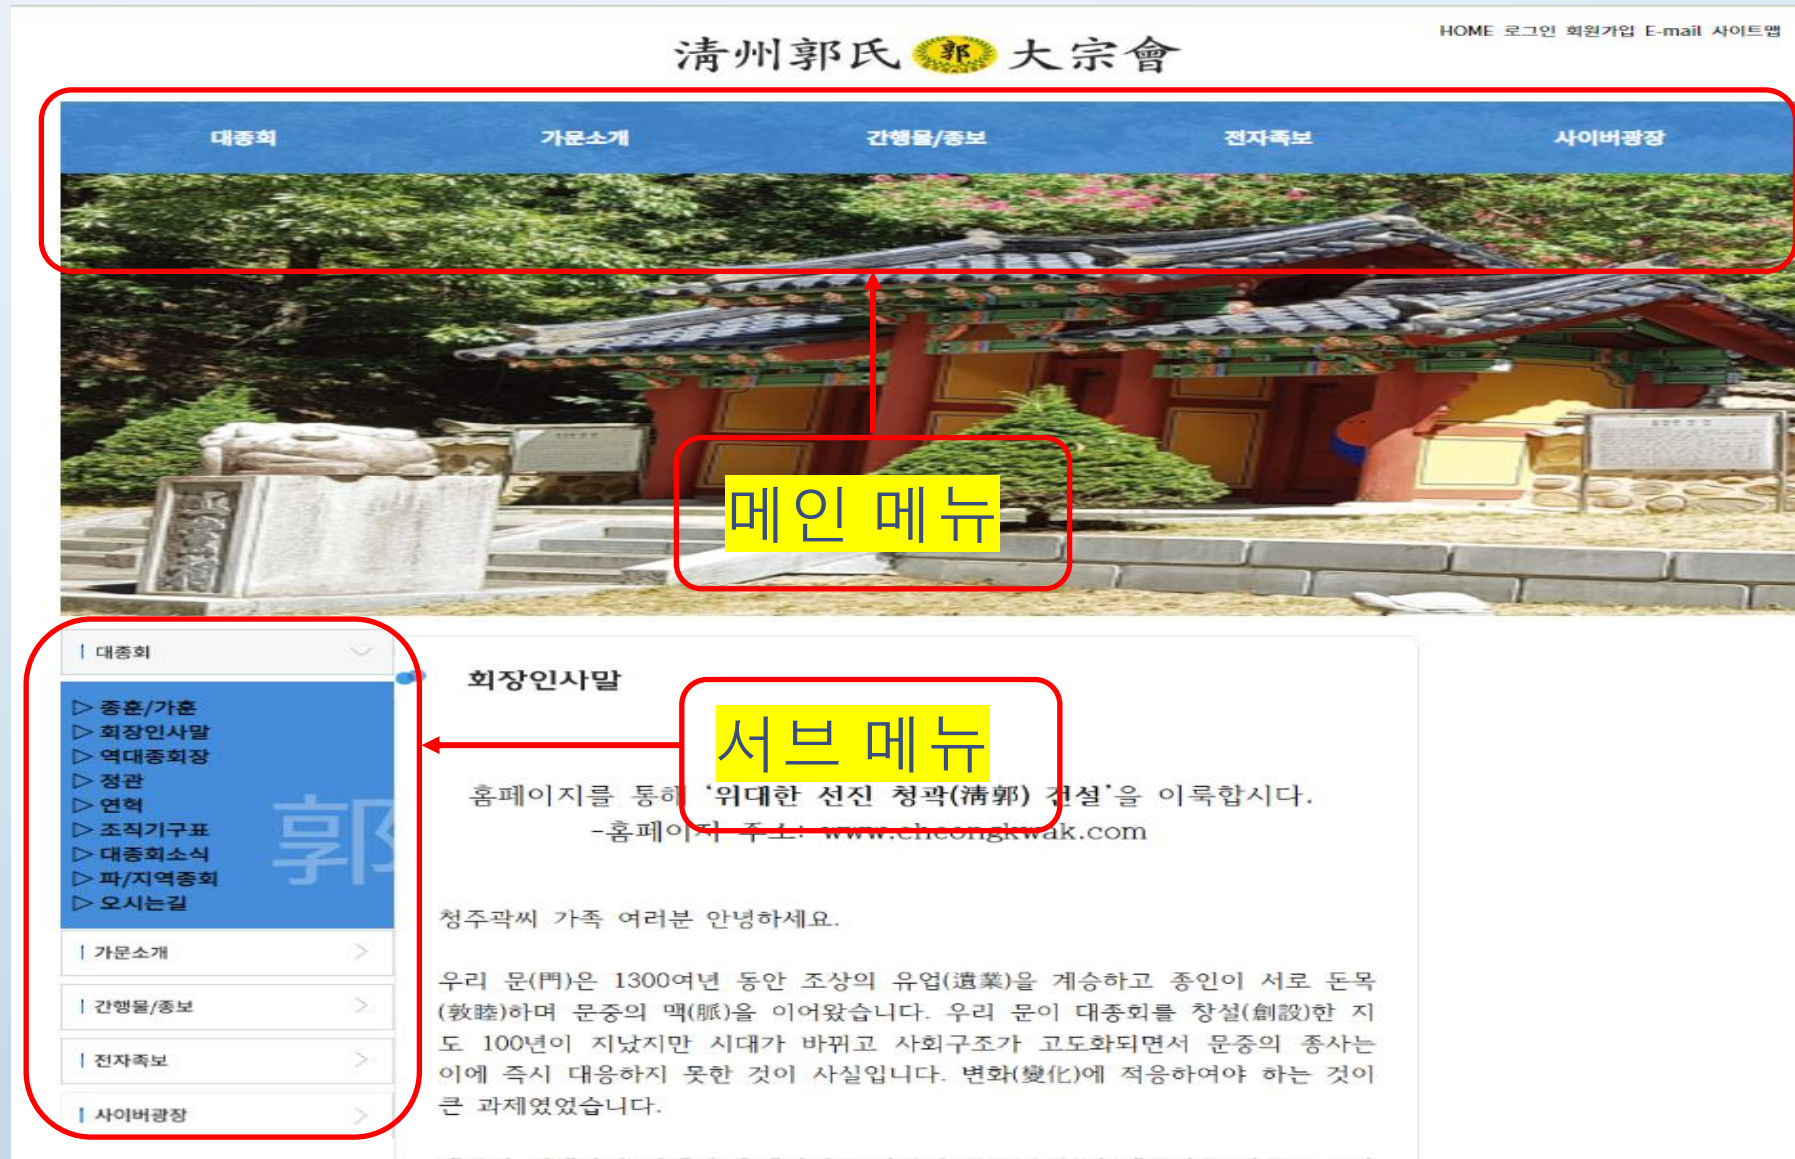 HOME 로그인 회원가입 E-mail 사이트맵
淸州郭氏 郭 大宗會
대종회 가문소개 간행물/종보 전자족보 사이버광장
메인 메뉴
대종회
▷ 종훈/가훈
▷ 회장인사말
▷ 역대종회장
▷ 정관
▷ 연혁
▷ 조직기구표
▷ 대종회소식
▷ 파/지역종회
▷ 오시는길
郭
가문소개
간행물/종보
전자족보
사이버광장
회장인사말
서브 메뉴
홈페이지를 통해 '위대한 선진 청곽(淸郭) 건설'을 이룩합시다.
-홈페이지 주소: www.cheongkwak.com
청주곽씨 가족 여러분 안녕하세요.
우리 문(門)은 1300여년 동안 조상의 유업(遺業)을 계승하고 종인이 서로 돈목
(敦睦)하며 문중의 맥(脈)을 이어왔습니다. 우리 문이 대종회를 창설(創設)한 지
도 100년이 지났지만 시대가 바뀌고 사회구조가 고도화되면서 문중의 종사는
이에 즉시 대응하지 못한 것이 사실입니다. 변화(變化)에 적응하여야 하는 것이
큰 과제였었습니다.